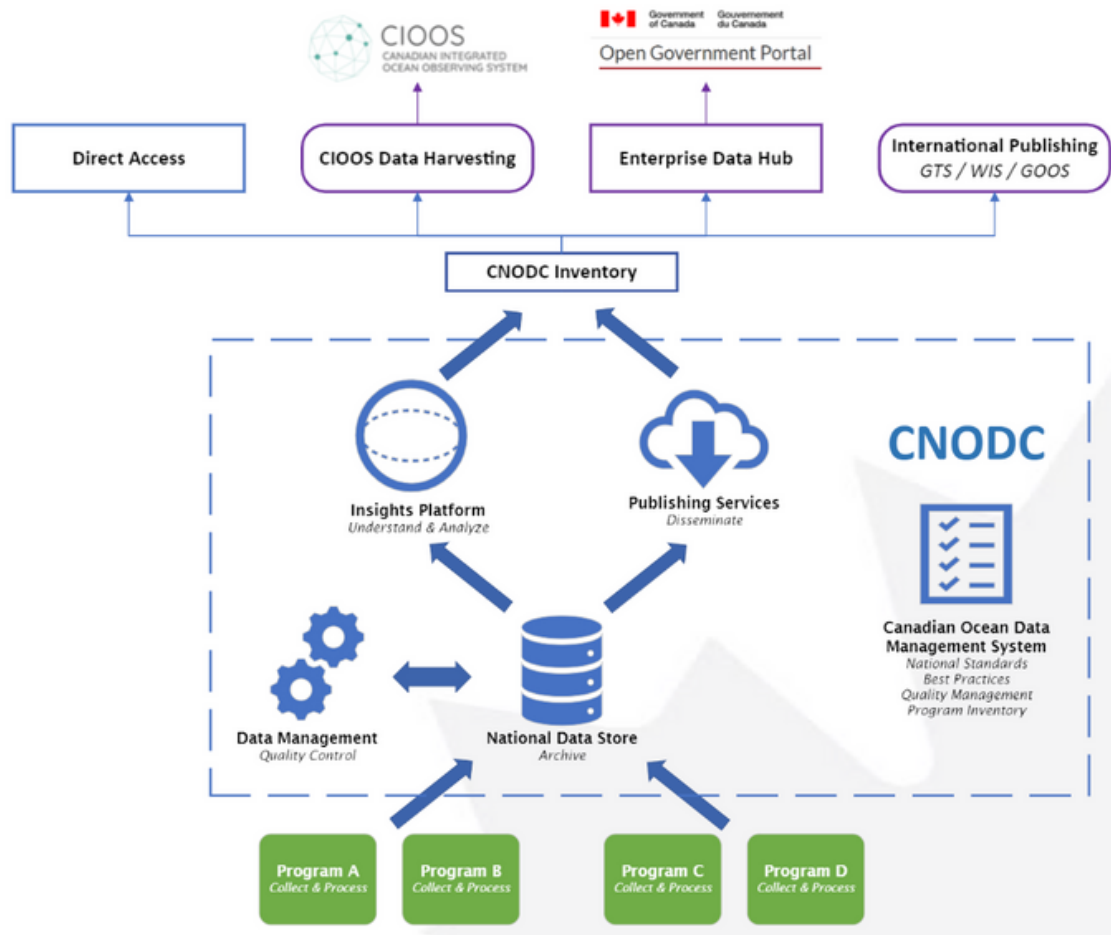 CIOOS
CANADIAN INTEGRATED
OCEAN OBSERVING SYSTEM
Government
of Canada
Gouvernement
du Canada
Open Government Portal
Direct Access
CIOOS Data Harvesting
Enterprise Data Hub
International Publishing
GTS / WIS / GOOS
CNODC Inventory
CNODC
Insights Platform
Understand & Analyze
Publishing Services
Disseminate
Canadian Ocean Data
Management System
National Standards
Best Practices
Quality Management
Program Inventory
Data Management
Quality Control
National Data Store
Archive
Program A
Collect & Process
Program B
Collect & Process
Program C
Collect & Process
Program D
Collect & Process